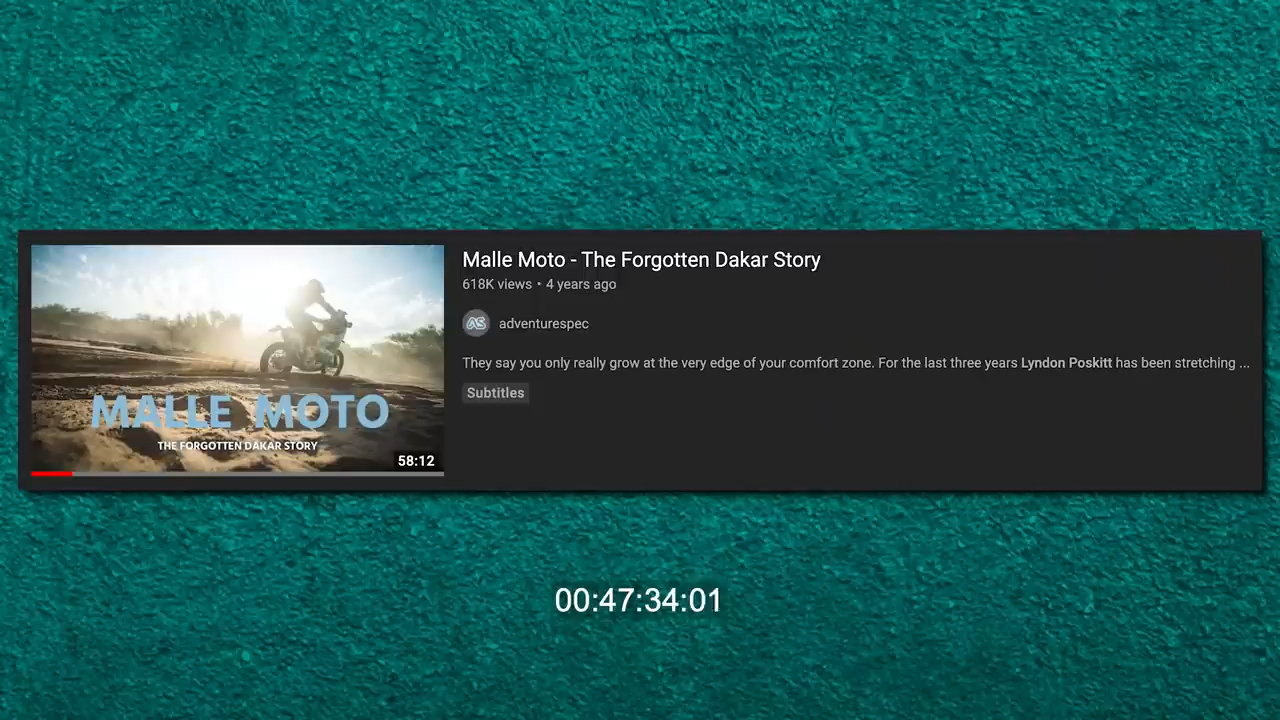 Malle Moto - The Forgotten Dakar Story
618K views • 4 years ago
AS
adventurespec
They say you only really grow at the very edge of your comfort zone. For the last three years Lyndon Poskitt has been stretching ...
Subtitles
MALLE MOTO
THE FORGOTTEN DAKAR STORY
58:12
00:47:34:01